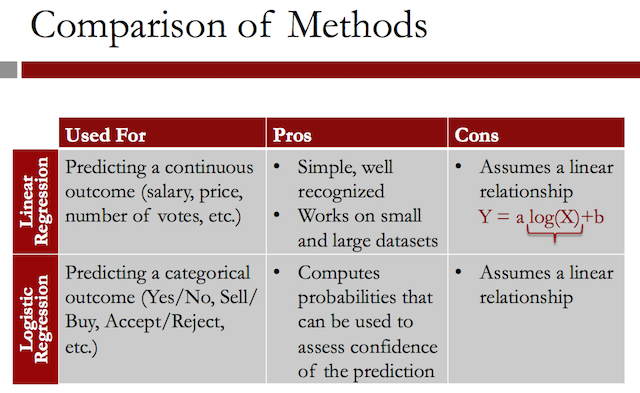 Comparison of Methods
Used For
Pros
Cons
Linear
Regression
Predicting a continuous
outcome (salary, price,
number of votes, etc.)
• Simple, well
recognized
• Works on small
and large datasets
• Assumes a linear
relationship
Y = a log(X)+b
Logistic
Regression
Predicting a categorical
outcome (Yes/No, Sell/
Buy, Accept/Reject,
etc.)
• Computes
probabilities that
can be used to
assess confidence
of the prediction
• Assumes a linear
relationship